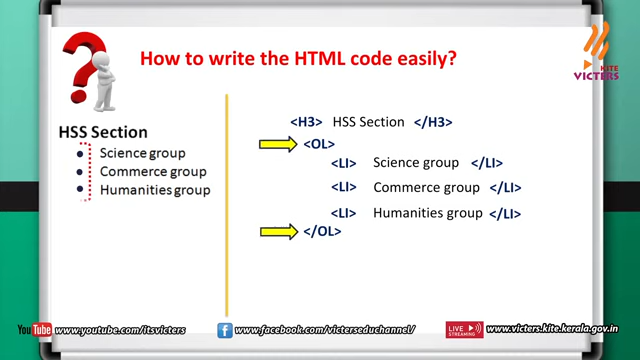 How to write the HTML code easily?
KITE
VICTERS
HSS Section
Science group
Commerce group
Humanities group
<H3> HSS Section </H3>
<OL>
<LI> Science group </LI>
<LI> Commerce group </LI>
<LI> Humanities group </LI>
</OL>
YouTube www.youtube.com/itsvicters
f www.facebook.com/victerseduchannel/
LIVE STREAMING www.victers.kite.kerala.gov.in